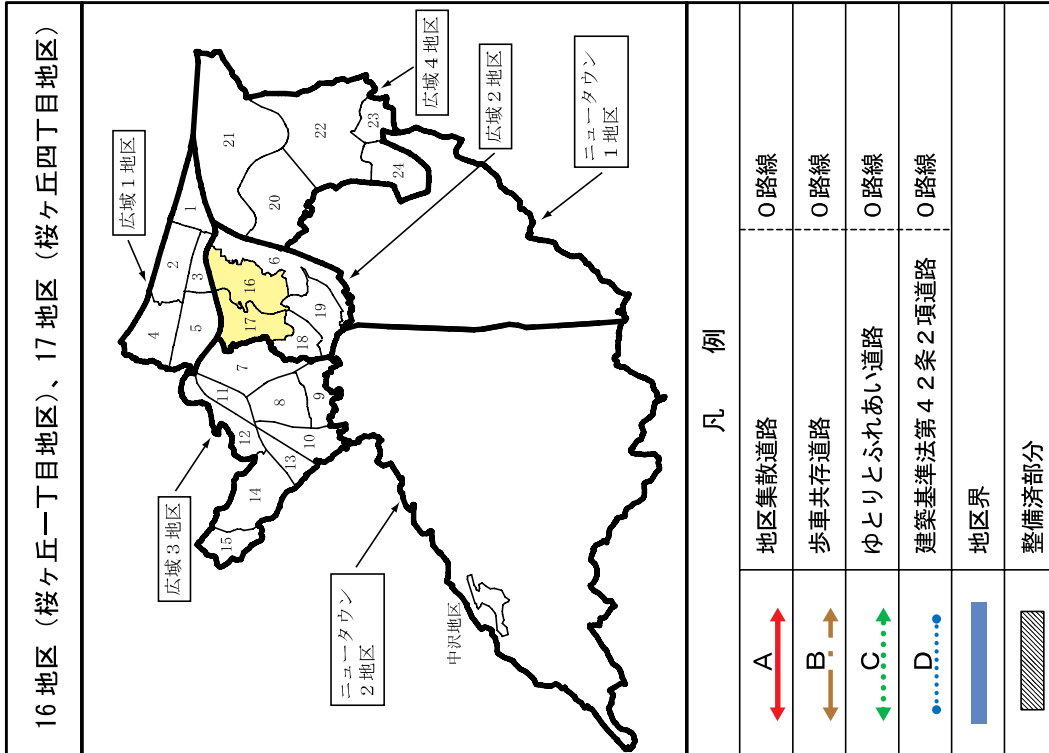 16地区（桜ヶ丘一丁目地区）、17地区（桜ヶ丘四丁目地区）
広域1地区
広域4地区
広域2地区
ニュータウン
1地区
広域3地区
ニュータウン
2地区
中沢地区
1
2
3
4
5
6
7
8
9
10
11
12
13
14
15
16
17
18
19
20
21
22
23
24
凡例
A 地区集散道路 0路線
B 歩車共存道路 0路線
C ゆとりとふれあい道路 0路線
D 建築基準法第42条2項道路 0路線
地区界
整備済部分